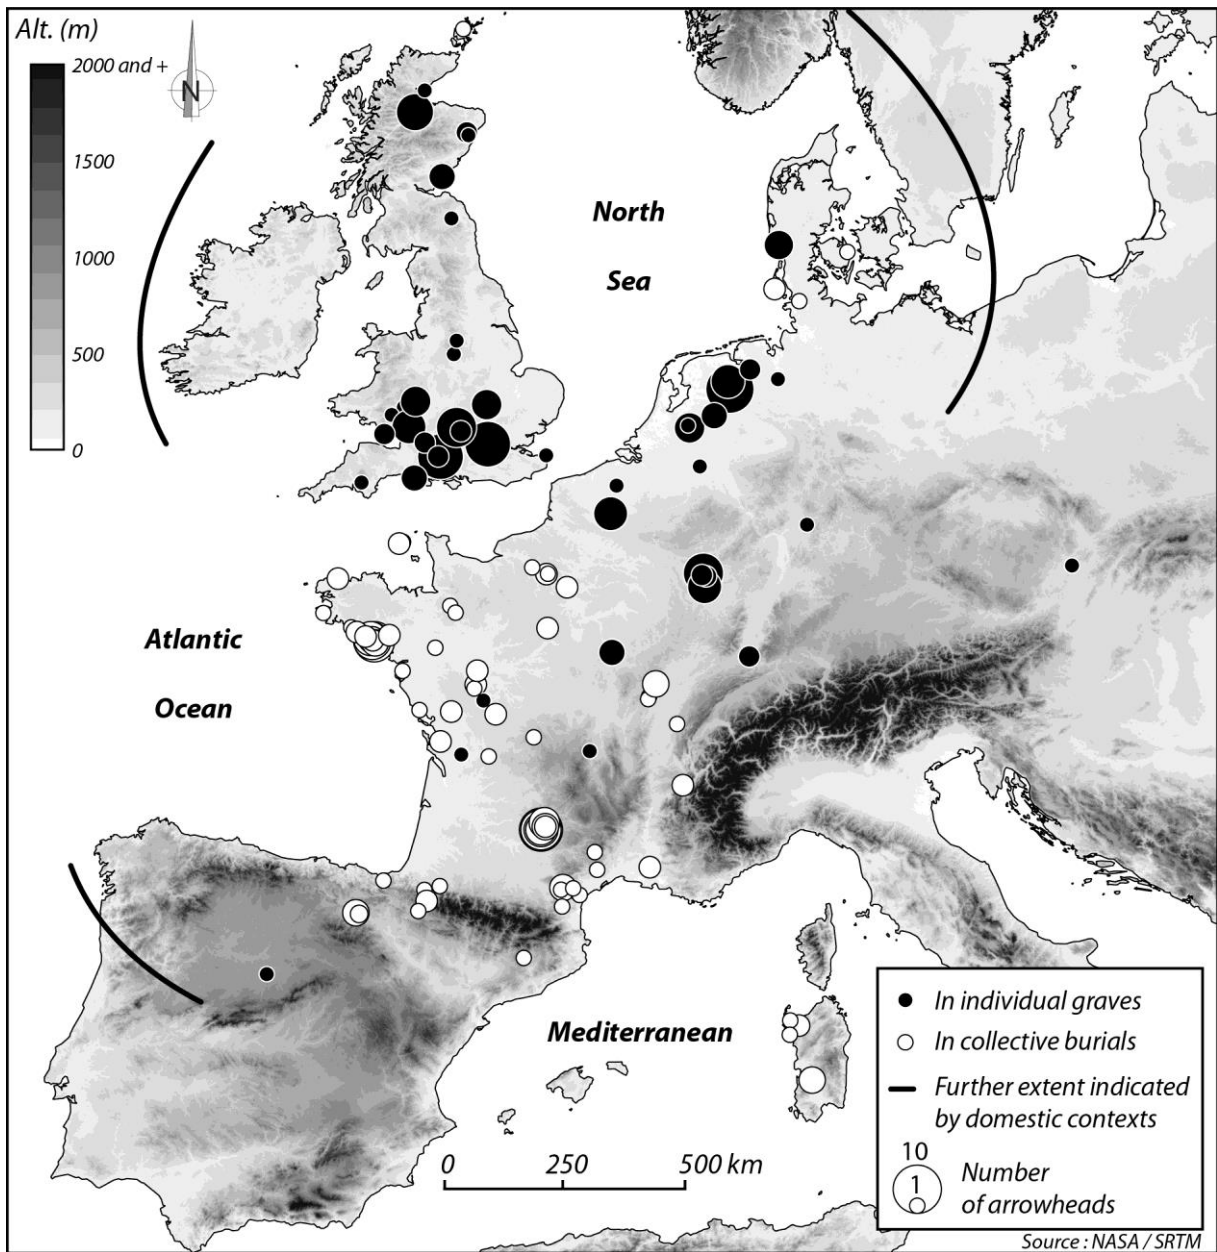 Alt. (m)
2000 and +
1500
1000
500
0
N
North
Sea
Atlantic
Ocean
Mediterranean
0 250 500 km
In individual graves
In collective burials
Further extent indicated
by domestic contexts
10
1
Number
of arrowheads
Source : NASA / SRTM